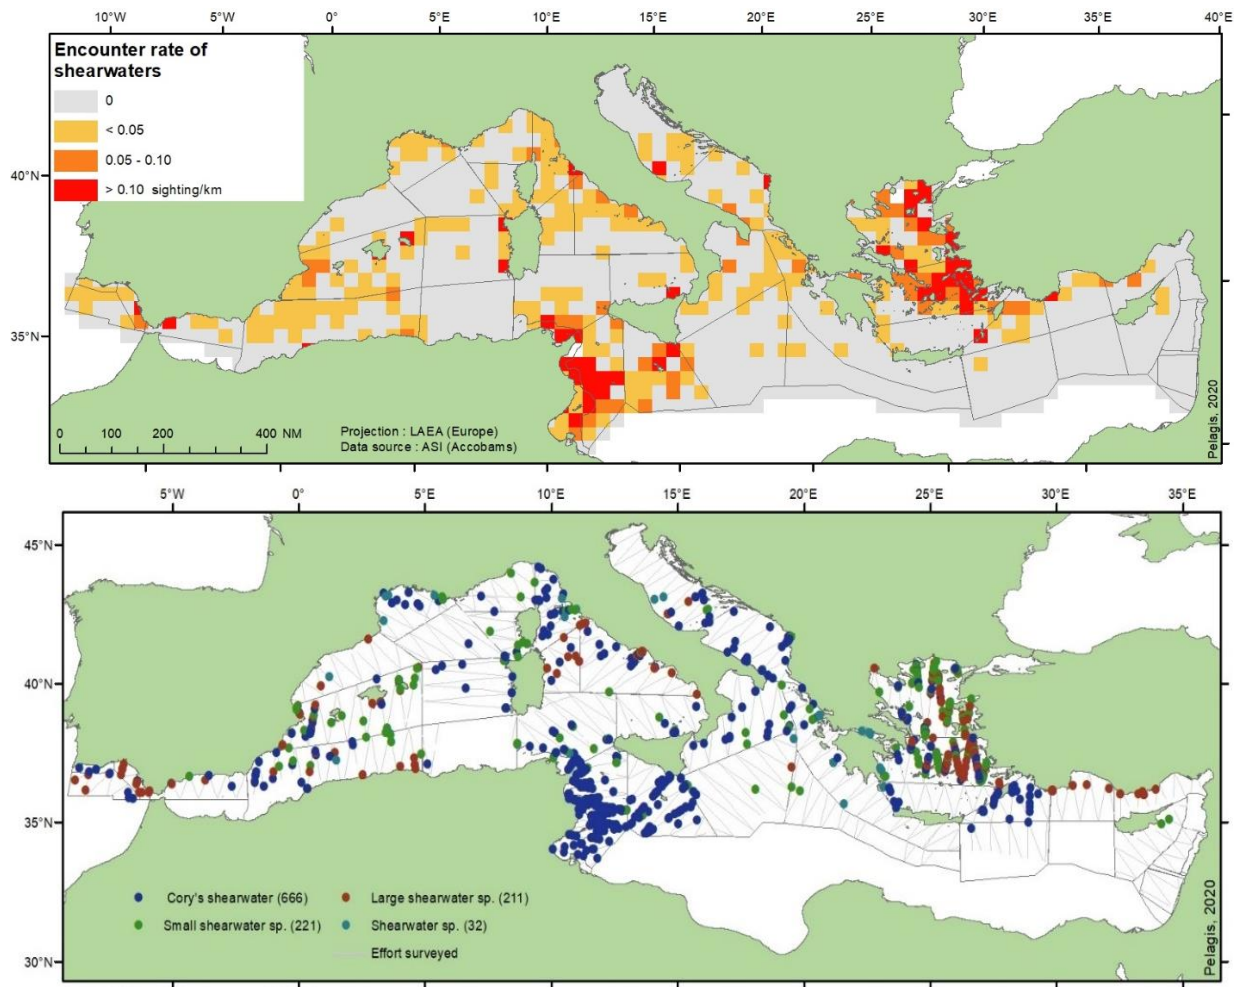 10°W 5°W 0° 5°E 10°E 15°E 20°E 25°E 30°E 35°E 40°E
Encounter rate of
shearwaters
0
< 0.05
0.05 - 0.10
> 0.10 sighting/km
40°N
35°N
0 100 200 400 NM
Projection : LAEA (Europe)
Data source : ASI (Accobams)
Pelagis, 2020
5°W 0° 5°E 10°E 15°E 20°E 25°E 30°E 35°E
45°N
40°N
35°N
Cory's shearwater (666) Large shearwater sp. (211)
Small shearwater sp. (221) Shearwater sp. (32)
Effort surveyed
30°N
Pelagis, 2020